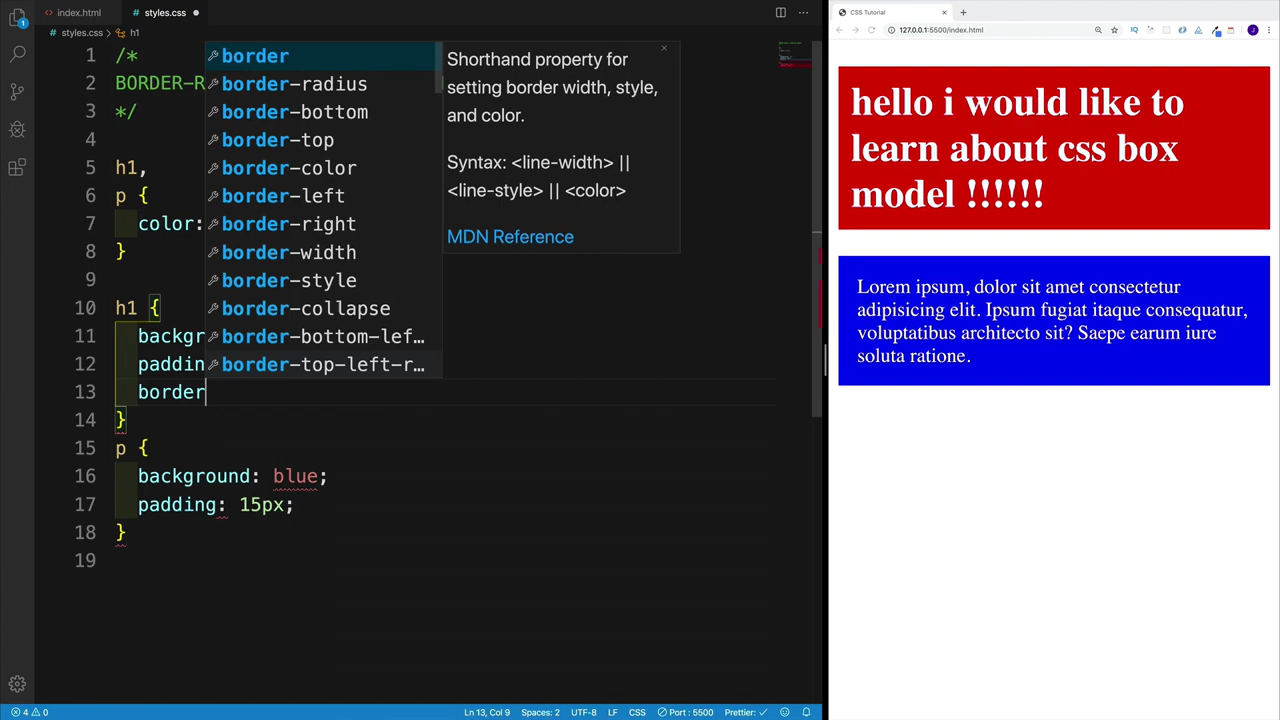 index.html
styles.css
styles.css
h1
1 /*
2 BORDER-R
3 */
4
5 h1,
6 p {
7 color:
8 }
9
10 h1 {
11 backgr
12 paddin
13 border
14 }
15 p {
16 background: blue;
17 padding: 15px;
18 }
19
border
border-radius
border-bottom
border-top
border-color
border-left
border-right
border-width
border-style
border-collapse
border-bottom-lef…
border-top-left-r…
Shorthand property for
setting border width, style,
and color.
Syntax: <line-width> ||
<line-style> || <color>
MDN Reference
1
4 0
Ln 13, Col 9
Spaces: 2
UTF-8
LF
CSS
Port : 5500
Prettier: ✓
CSS Tutorial
127.0.0.1:5500/index.html
IQ
J
hello i would like to
learn about css box
model !!!!!!
Lorem ipsum, dolor sit amet consectetur
adipisicing elit. Ipsum fugiat itaque consequatur,
voluptatibus architecto sit? Saepe earum iure
soluta ratione.